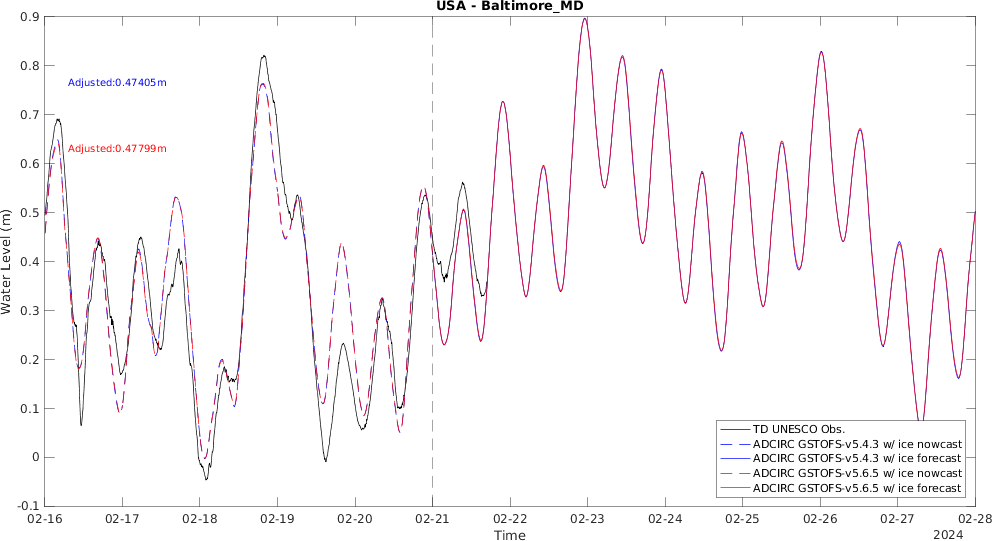 USA - Baltimore_MD
0.9
0.8
0.7
0.6
0.5
0.4
0.3
0.2
0.1
0
-0.1
Water Level (m)
Adjusted:0.47405m
Adjusted:0.47799m
TD UNESCO Obs.
ADCIRC GSTOFS-v5.4.3 w/ ice nowcast
ADCIRC GSTOFS-v5.4.3 w/ ice forecast
ADCIRC GSTOFS-v5.6.5 w/ ice nowcast
ADCIRC GSTOFS-v5.6.5 w/ ice forecast
02-16 02-17 02-18 02-19 02-20 02-21 02-22 02-23 02-24 02-25 02-26 02-27 02-28
Time
2024